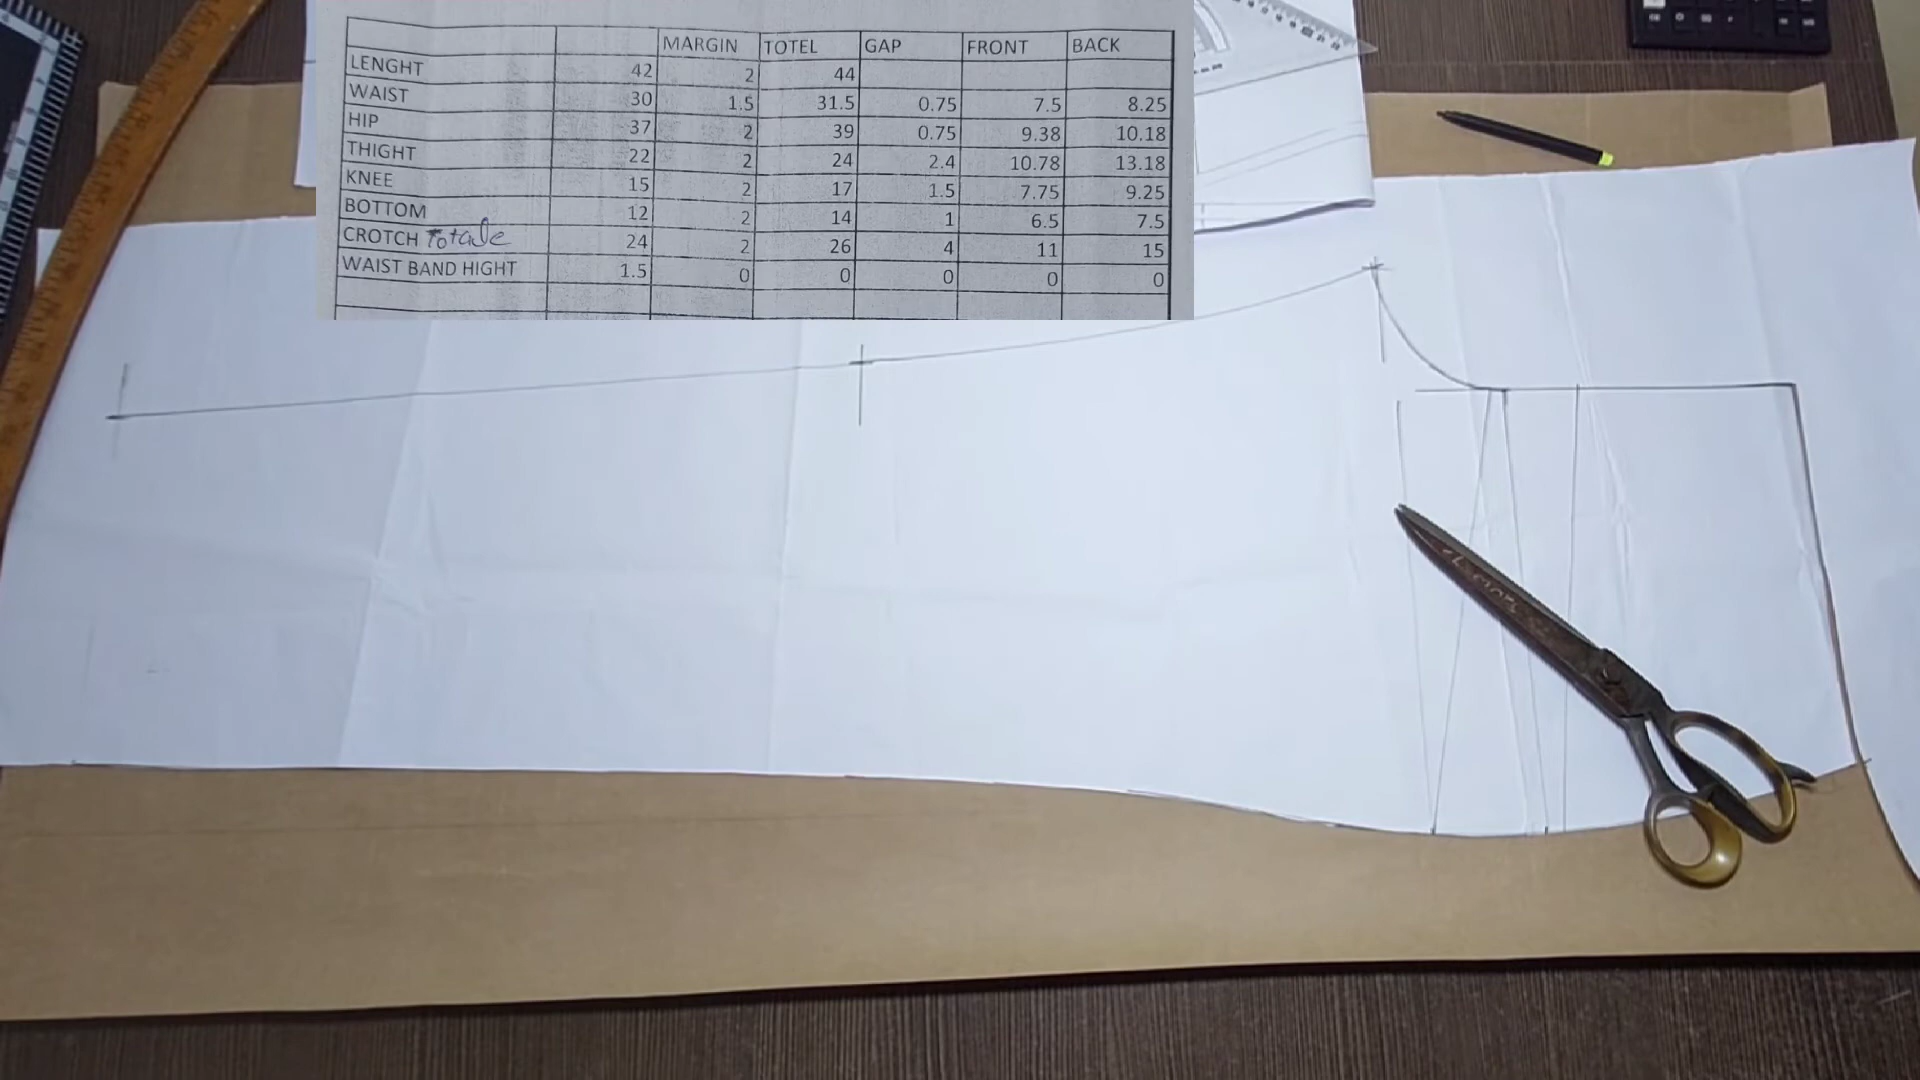 MARGIN TOTEL GAP FRONT BACK
LENGHT 42 2 44
WAIST 30 1.5 31.5 0.75 7.5 8.25
HIP 37 2 39 0.75 9.38 10.18
THIGHT 22 2 24 2.4 10.78 13.18
KNEE 15 2 17 1.5 7.75 9.25
BOTTOM 12 2 14 1 6.5 7.5
CROTCH Totale 24 2 26 4 11 15
WAIST BAND HIGHT 1.5 0 0 0 0 0